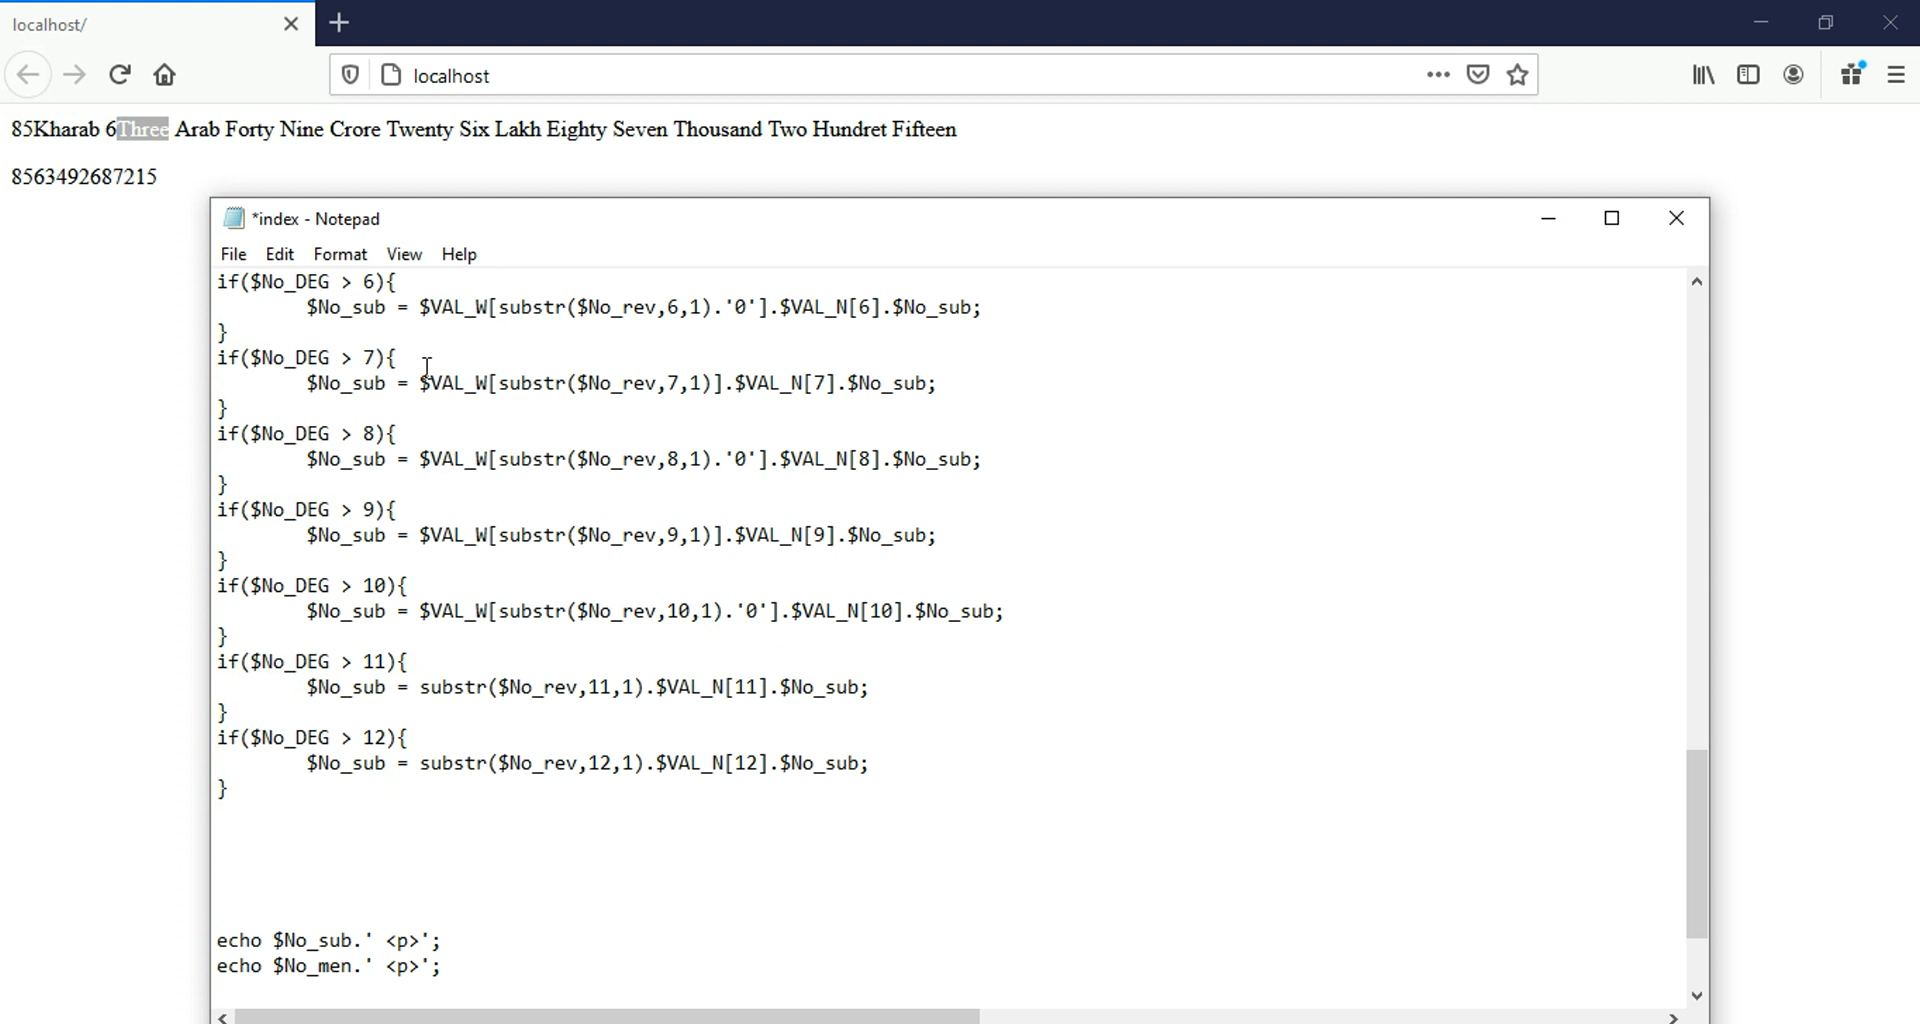 localhost/
localhost
85Kharab 6Three Arab Forty Nine Crore Twenty Six Lakh Eighty Seven Thousand Two Hundret Fifteen
8563492687215
*index - Notepad
File Edit Format View Help
if($No_DEG > 6){
$No_sub = $VAL_W[substr($No_rev,6,1).'0'].$VAL_N[6].$No_sub;
}
if($No_DEG > 7){
$No_sub = $VAL_W[substr($No_rev,7,1)].$VAL_N[7].$No_sub;
}
if($No_DEG > 8){
$No_sub = $VAL_W[substr($No_rev,8,1).'0'].$VAL_N[8].$No_sub;
}
if($No_DEG > 9){
$No_sub = $VAL_W[substr($No_rev,9,1)].$VAL_N[9].$No_sub;
}
if($No_DEG > 10){
$No_sub = $VAL_W[substr($No_rev,10,1).'0'].$VAL_N[10].$No_sub;
}
if($No_DEG > 11){
$No_sub = substr($No_rev,11,1).$VAL_N[11].$No_sub;
}
if($No_DEG > 12){
$No_sub = substr($No_rev,12,1).$VAL_N[12].$No_sub;
}
echo $No_sub.' <p>';
echo $No_men.' <p>';